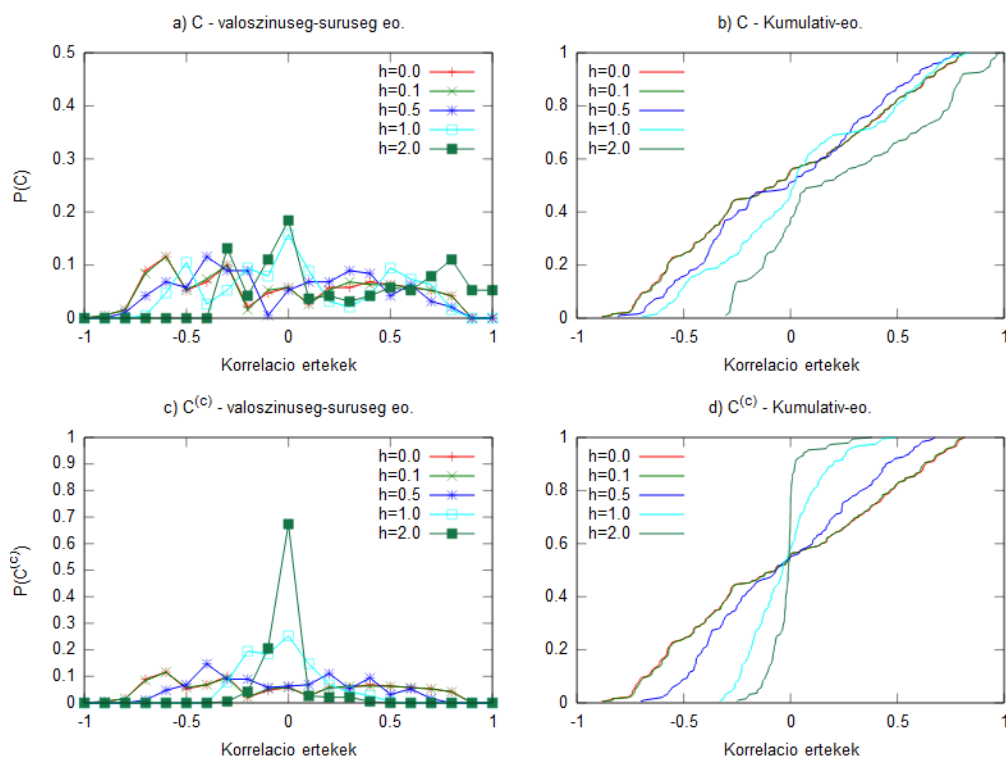 a) C - valoszinuseg-suruseg eo.
0.5
0.4
0.3
0.2
0.1
0
P(C)
h=0.0
h=0.1
h=0.5
h=1.0
h=2.0
-1 -0.5 0 0.5 1
Korrelacio ertekek
b) C - Kumulativ-eo.
1
0.8
0.6
0.4
0.2
0
h=0.0
h=0.1
h=0.5
h=1.0
h=2.0
-1 -0.5 0 0.5 1
Korrelacio ertekek
c) C(c) - valoszinuseg-suruseg eo.
1
0.9
0.8
0.7
0.6
0.5
0.4
0.3
0.2
0.1
0
P(C(c))
h=0.0
h=0.1
h=0.5
h=1.0
h=2.0
-1 -0.5 0 0.5 1
Korrelacio ertekek
d) C(c) - Kumulativ-eo.
1
0.8
0.6
0.4
0.2
0
h=0.0
h=0.1
h=0.5
h=1.0
h=2.0
-1 -0.5 0 0.5 1
Korrelacio ertekek